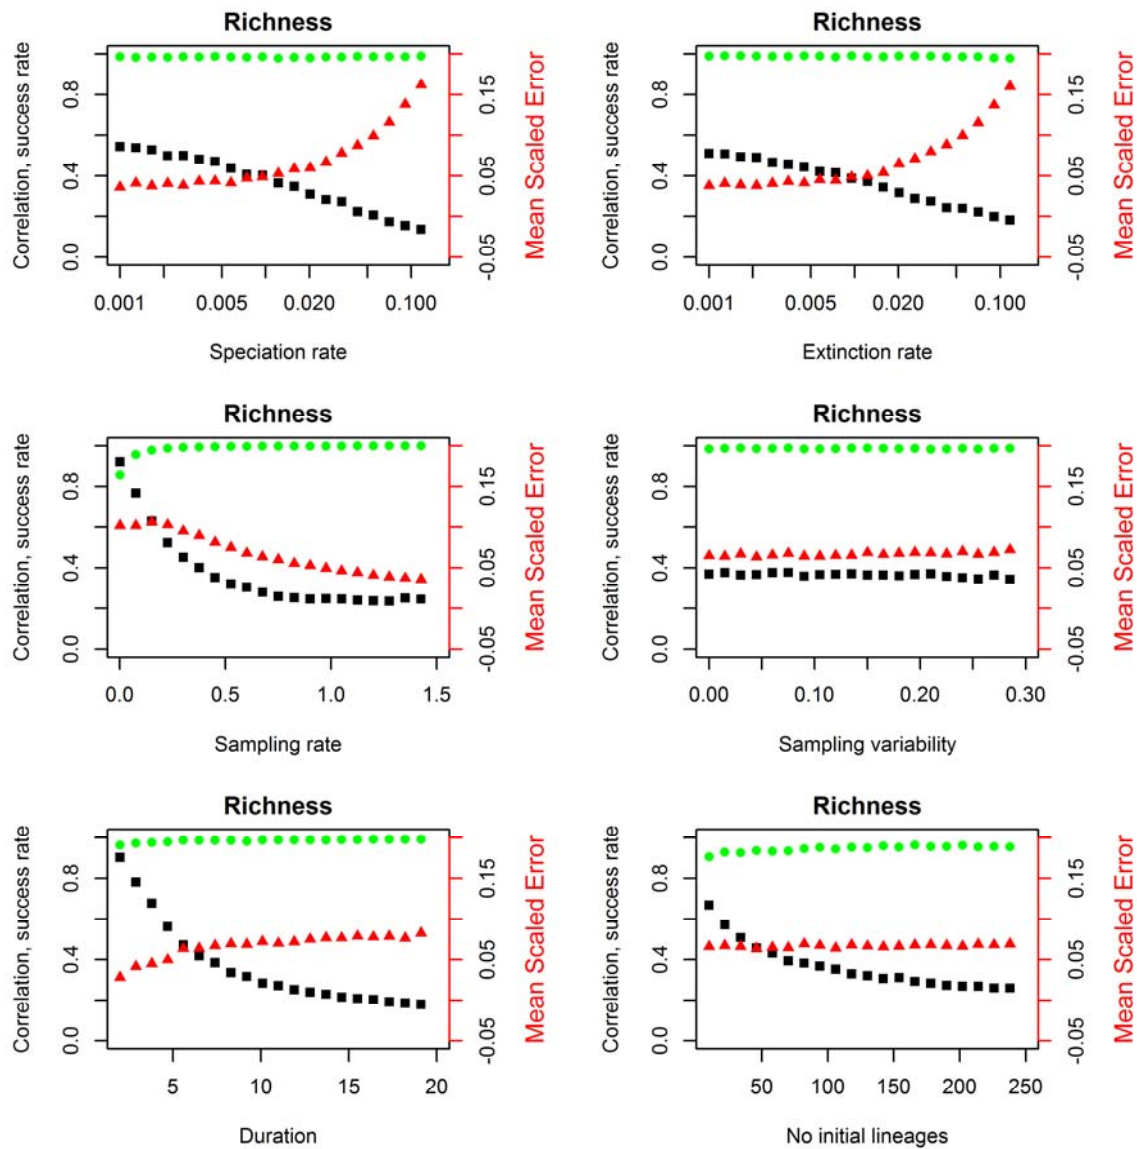 Richness
Correlation, success rate
0.0 0.4 0.8
-0.05 0.05 0.15
Mean Scaled Error
0.001 0.005 0.020 0.100
Speciation rate
Richness
Correlation, success rate
0.0 0.4 0.8
-0.05 0.05 0.15
Mean Scaled Error
0.001 0.005 0.020 0.100
Extinction rate
Richness
Correlation, success rate
0.0 0.4 0.8
-0.05 0.05 0.15
Mean Scaled Error
0.0 0.5 1.0 1.5
Sampling rate
Richness
Correlation, success rate
0.0 0.4 0.8
-0.05 0.05 0.15
Mean Scaled Error
0.00 0.10 0.20 0.30
Sampling variability
Richness
Correlation, success rate
0.0 0.4 0.8
-0.05 0.05 0.15
Mean Scaled Error
5 10 15 20
Duration
Richness
Correlation, success rate
0.0 0.4 0.8
-0.05 0.05 0.15
Mean Scaled Error
50 100 150 200 250
No initial lineages